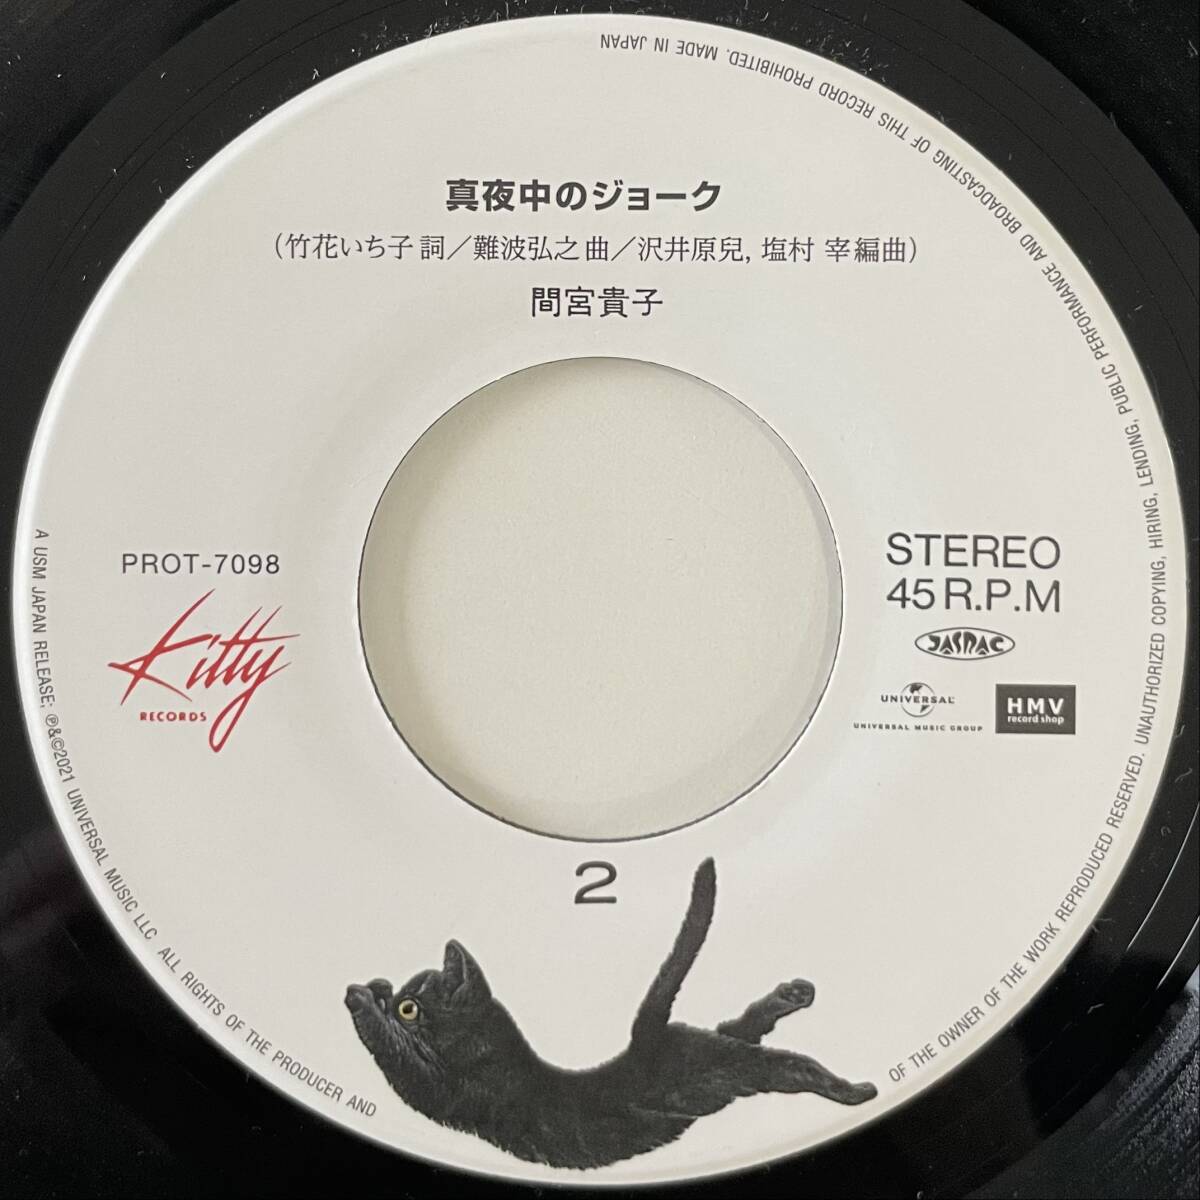 真夜中のジョーク
（竹花いち子 詞／難波弘之 曲／沢井原兒, 塩村 宰 編曲）
間宮貴子
PROT-7098
Kitty
RECORDS
STEREO
45 R.P.M
JASRAC
UNIVERSAL
UNIVERSAL MUSIC GROUP
HMV
record shop
2
A USM JAPAN RELEASE; ℗&©2021 UNIVERSAL MUSIC LLC ALL RIGHTS OF THE PRODUCER AND OF THE OWNER OF THE WORK REPRODUCED RESERVED. UNAUTHORIZED COPYING, HIRING, LENDING, PUBLIC PERFORMANCE AND BROADCASTING OF THIS RECORD PROHIBITED. MADE IN JAPAN